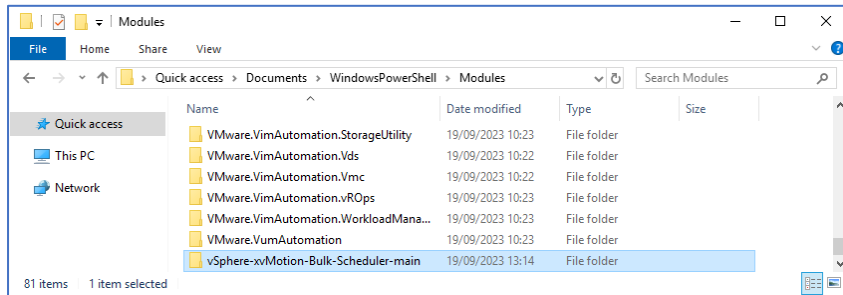 Modules
File Home Share View
Quick access > Documents > WindowsPowerShell > Modules Search Modules
Name Date modified Type Size
Quick access
This PC
Network
VMware.VimAutomation.StorageUtility 19/09/2023 10:23 File folder
VMware.VimAutomation.Vds 19/09/2023 10:22 File folder
VMware.VimAutomation.Vmc 19/09/2023 10:22 File folder
VMware.VimAutomation.vROps 19/09/2023 10:23 File folder
VMware.VimAutomation.WorkloadMana... 19/09/2023 10:23 File folder
VMware.VumAutomation 19/09/2023 10:23 File folder
vSphere-xvMotion-Bulk-Scheduler-main 19/09/2023 13:14 File folder
81 items 1 item selected